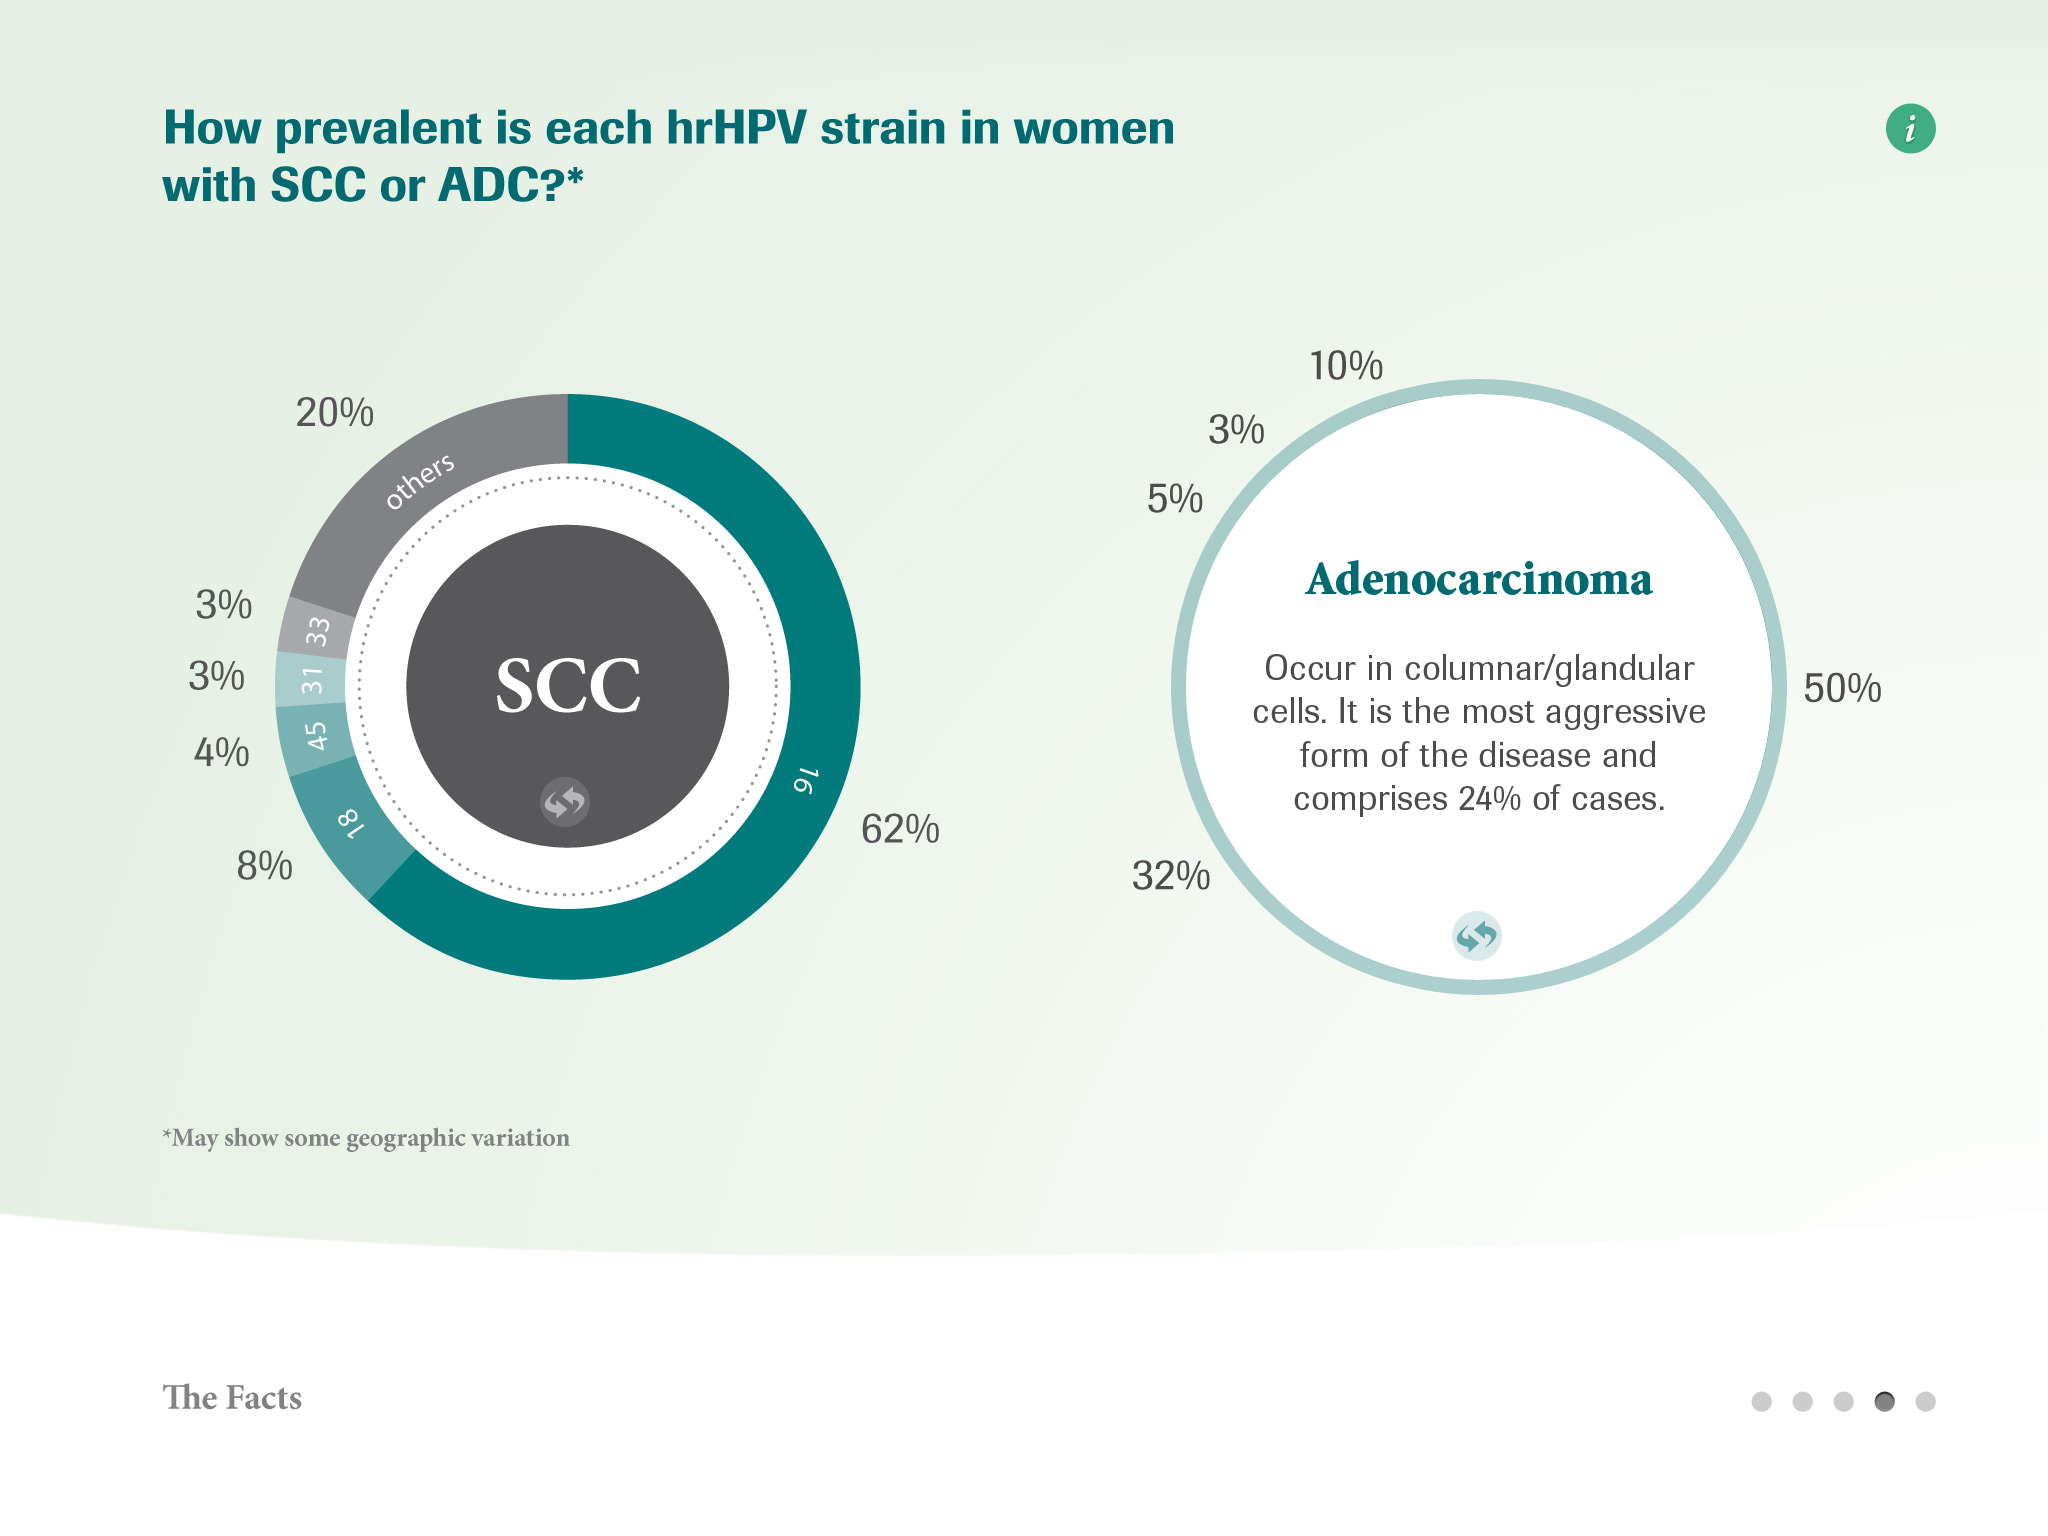 How prevalent is each hrHPV strain in women
with SCC or ADC?*
i
20%
others
3%
33
3%
31
4%
45
8%
18
SCC
16
62%
10%
3%
5%
Adenocarcinoma
Occur in columnar/glandular
cells. It is the most aggressive
form of the disease and
comprises 24% of cases.
50%
32%
*May show some geographic variation
The Facts